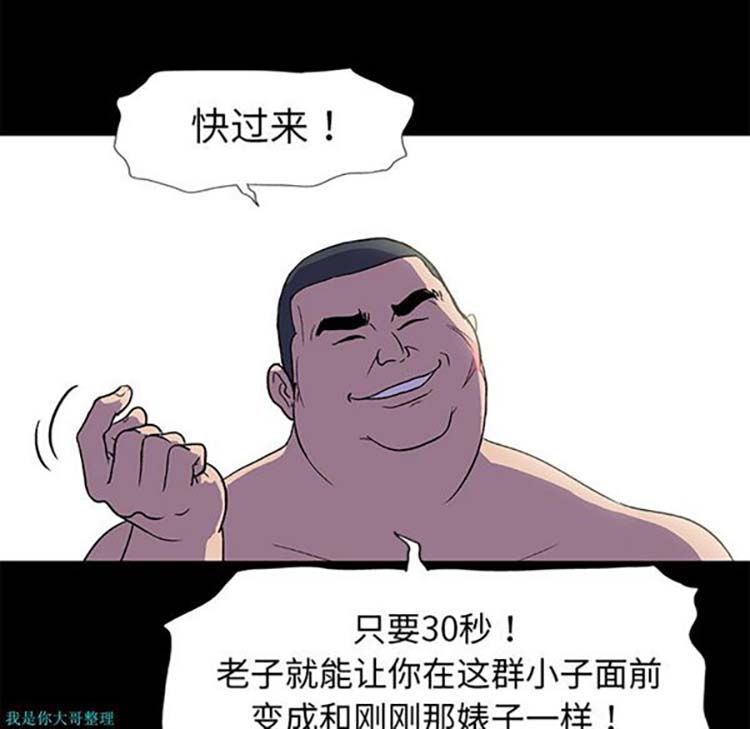 快过来！
只要30秒！
老子就能让你在这群小子面前
变成和刚刚那婊子一样！
我是你大哥整理